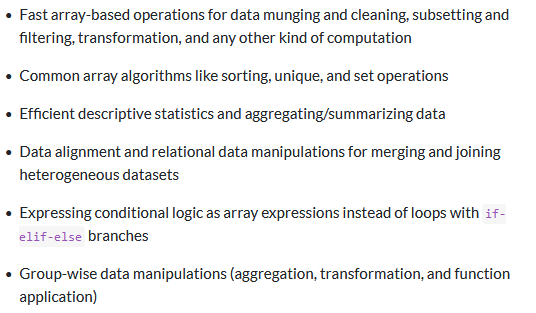 • Fast array-based operations for data munging and cleaning, subsetting and
filtering, transformation, and any other kind of computation
• Common array algorithms like sorting, unique, and set operations
• Efficient descriptive statistics and aggregating/summarizing data
• Data alignment and relational data manipulations for merging and joining
heterogeneous datasets
• Expressing conditional logic as array expressions instead of loops with if-
elif-else branches
• Group-wise data manipulations (aggregation, transformation, and function
application)